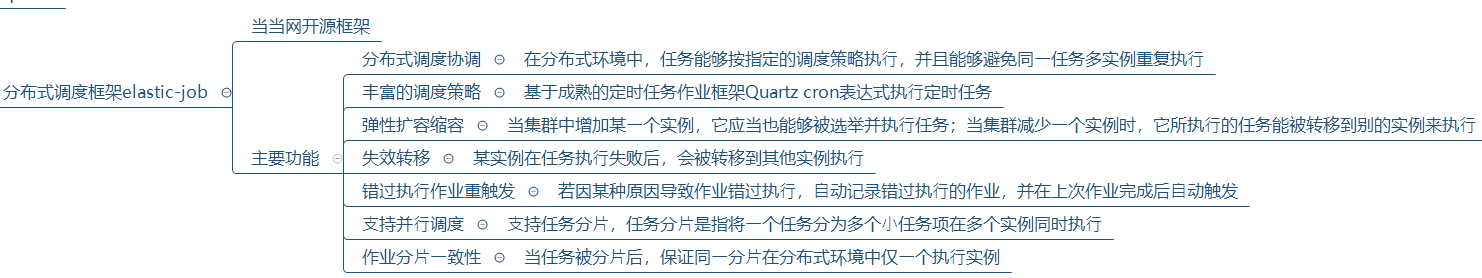 当当网开源框架
分布式调度协调 在分布式环境中，任务能够按指定的调度策略执行，并且能够避免同一任务多实例重复执行
分布式调度框架elastic-job 丰富的调度策略 基于成熟的定时任务作业框架Quartz cron表达式执行定时任务
弹性扩容缩容 当集群中增加某一个实例，它应当也能够被选举并执行任务；当集群减少一个实例时，它所执行的任务能被转移到别的实例来执行
主要功能 失效转移 某实例在任务执行失败后，会被转移到其他实例执行
错过执行作业重触发 若因某种原因导致作业错过执行，自动记录错过执行的作业，并在上次作业完成后自动触发
支持并行调度 支持任务分片，任务分片是指将一个任务分为多个小任务项在多个实例同时执行
作业分片一致性 当任务被分片后，保证同一分片在分布式环境中仅一个执行实例